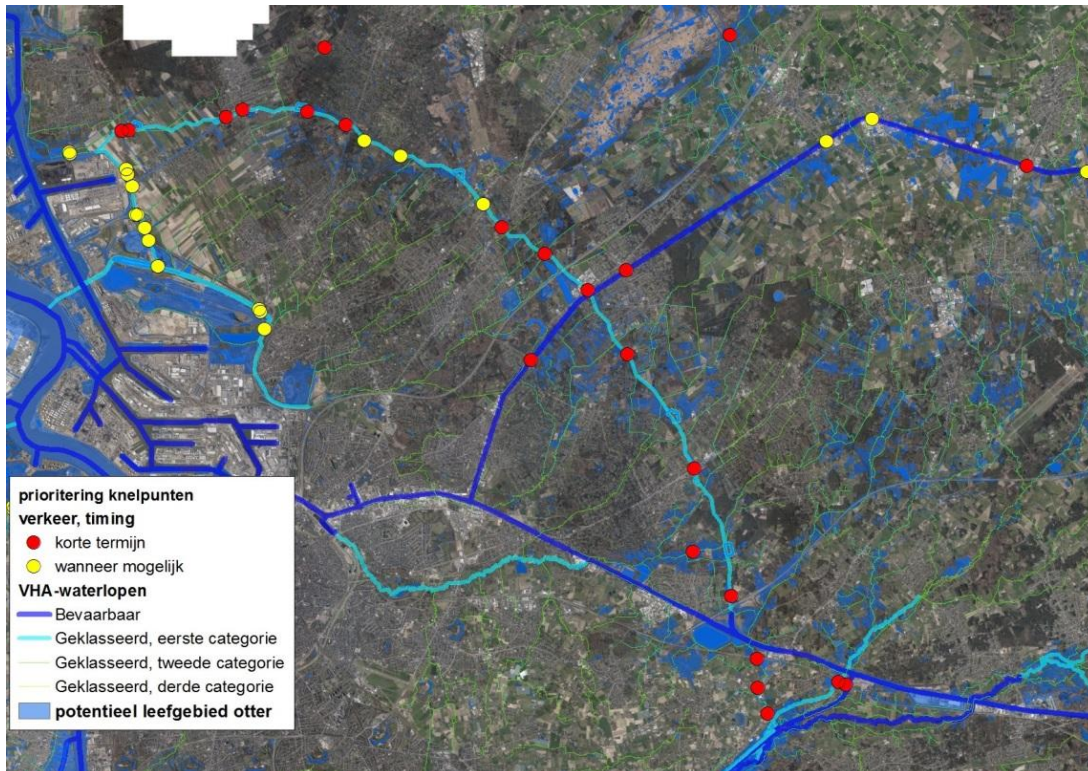 prioritering knelpunten
verkeer, timing
korte termijn
wanneer mogelijk
VHA-waterlopen
Bevaarbaar
Geklasseerd, eerste categorie
Geklasseerd, tweede categorie
Geklasseerd, derde categorie
potentieel leefgebied otter